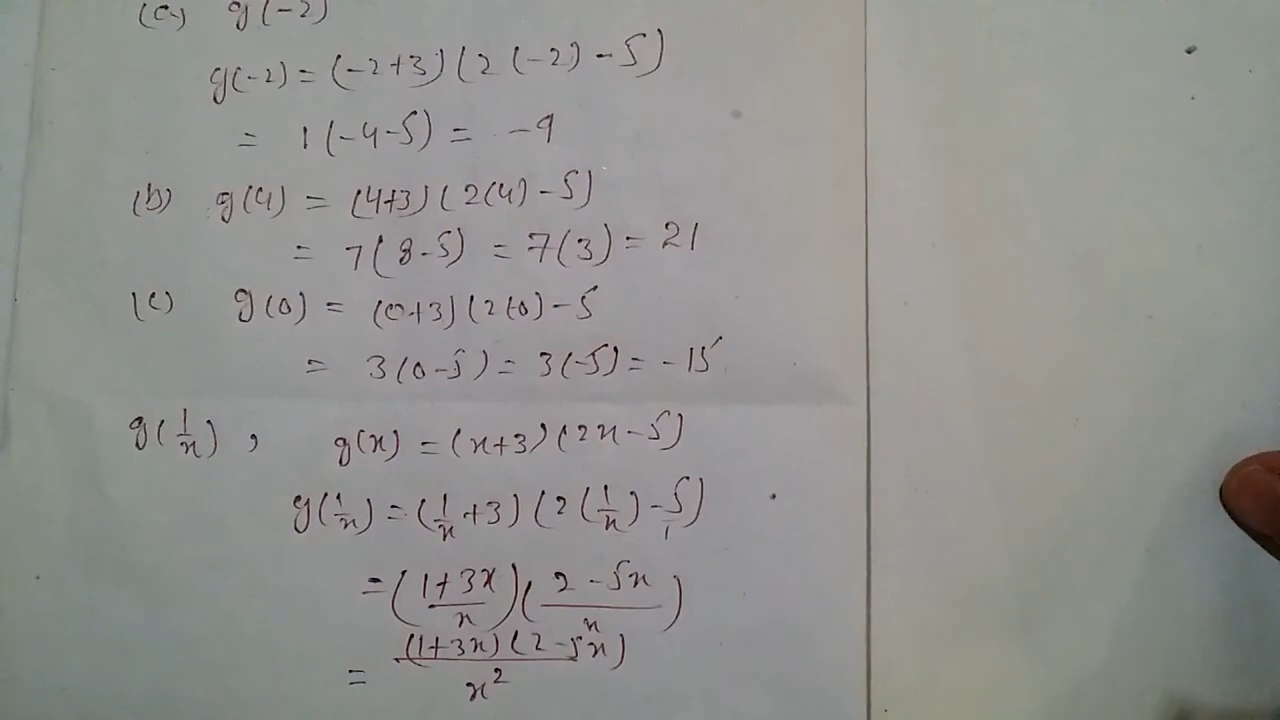 (a) g(-2)
g(-2) = (-2+3)(2(-2)-5)
= 1(-4-5) = -9
(b) g(4) = (4+3)(2(4)-5)
= 7(8-5) = 7(3) = 21
(c) g(0) = (0+3)(2(0)-5
= 3(0-5) = 3(-5) = -15
g(1/x), g(x) = (x+3)(2x-5)
g(1/x) = (1/x+3)(2(1/x)-5/1)
= ((1+3x)/x)((2-5x)/x)
= (1+3x)(2-5x)/x²